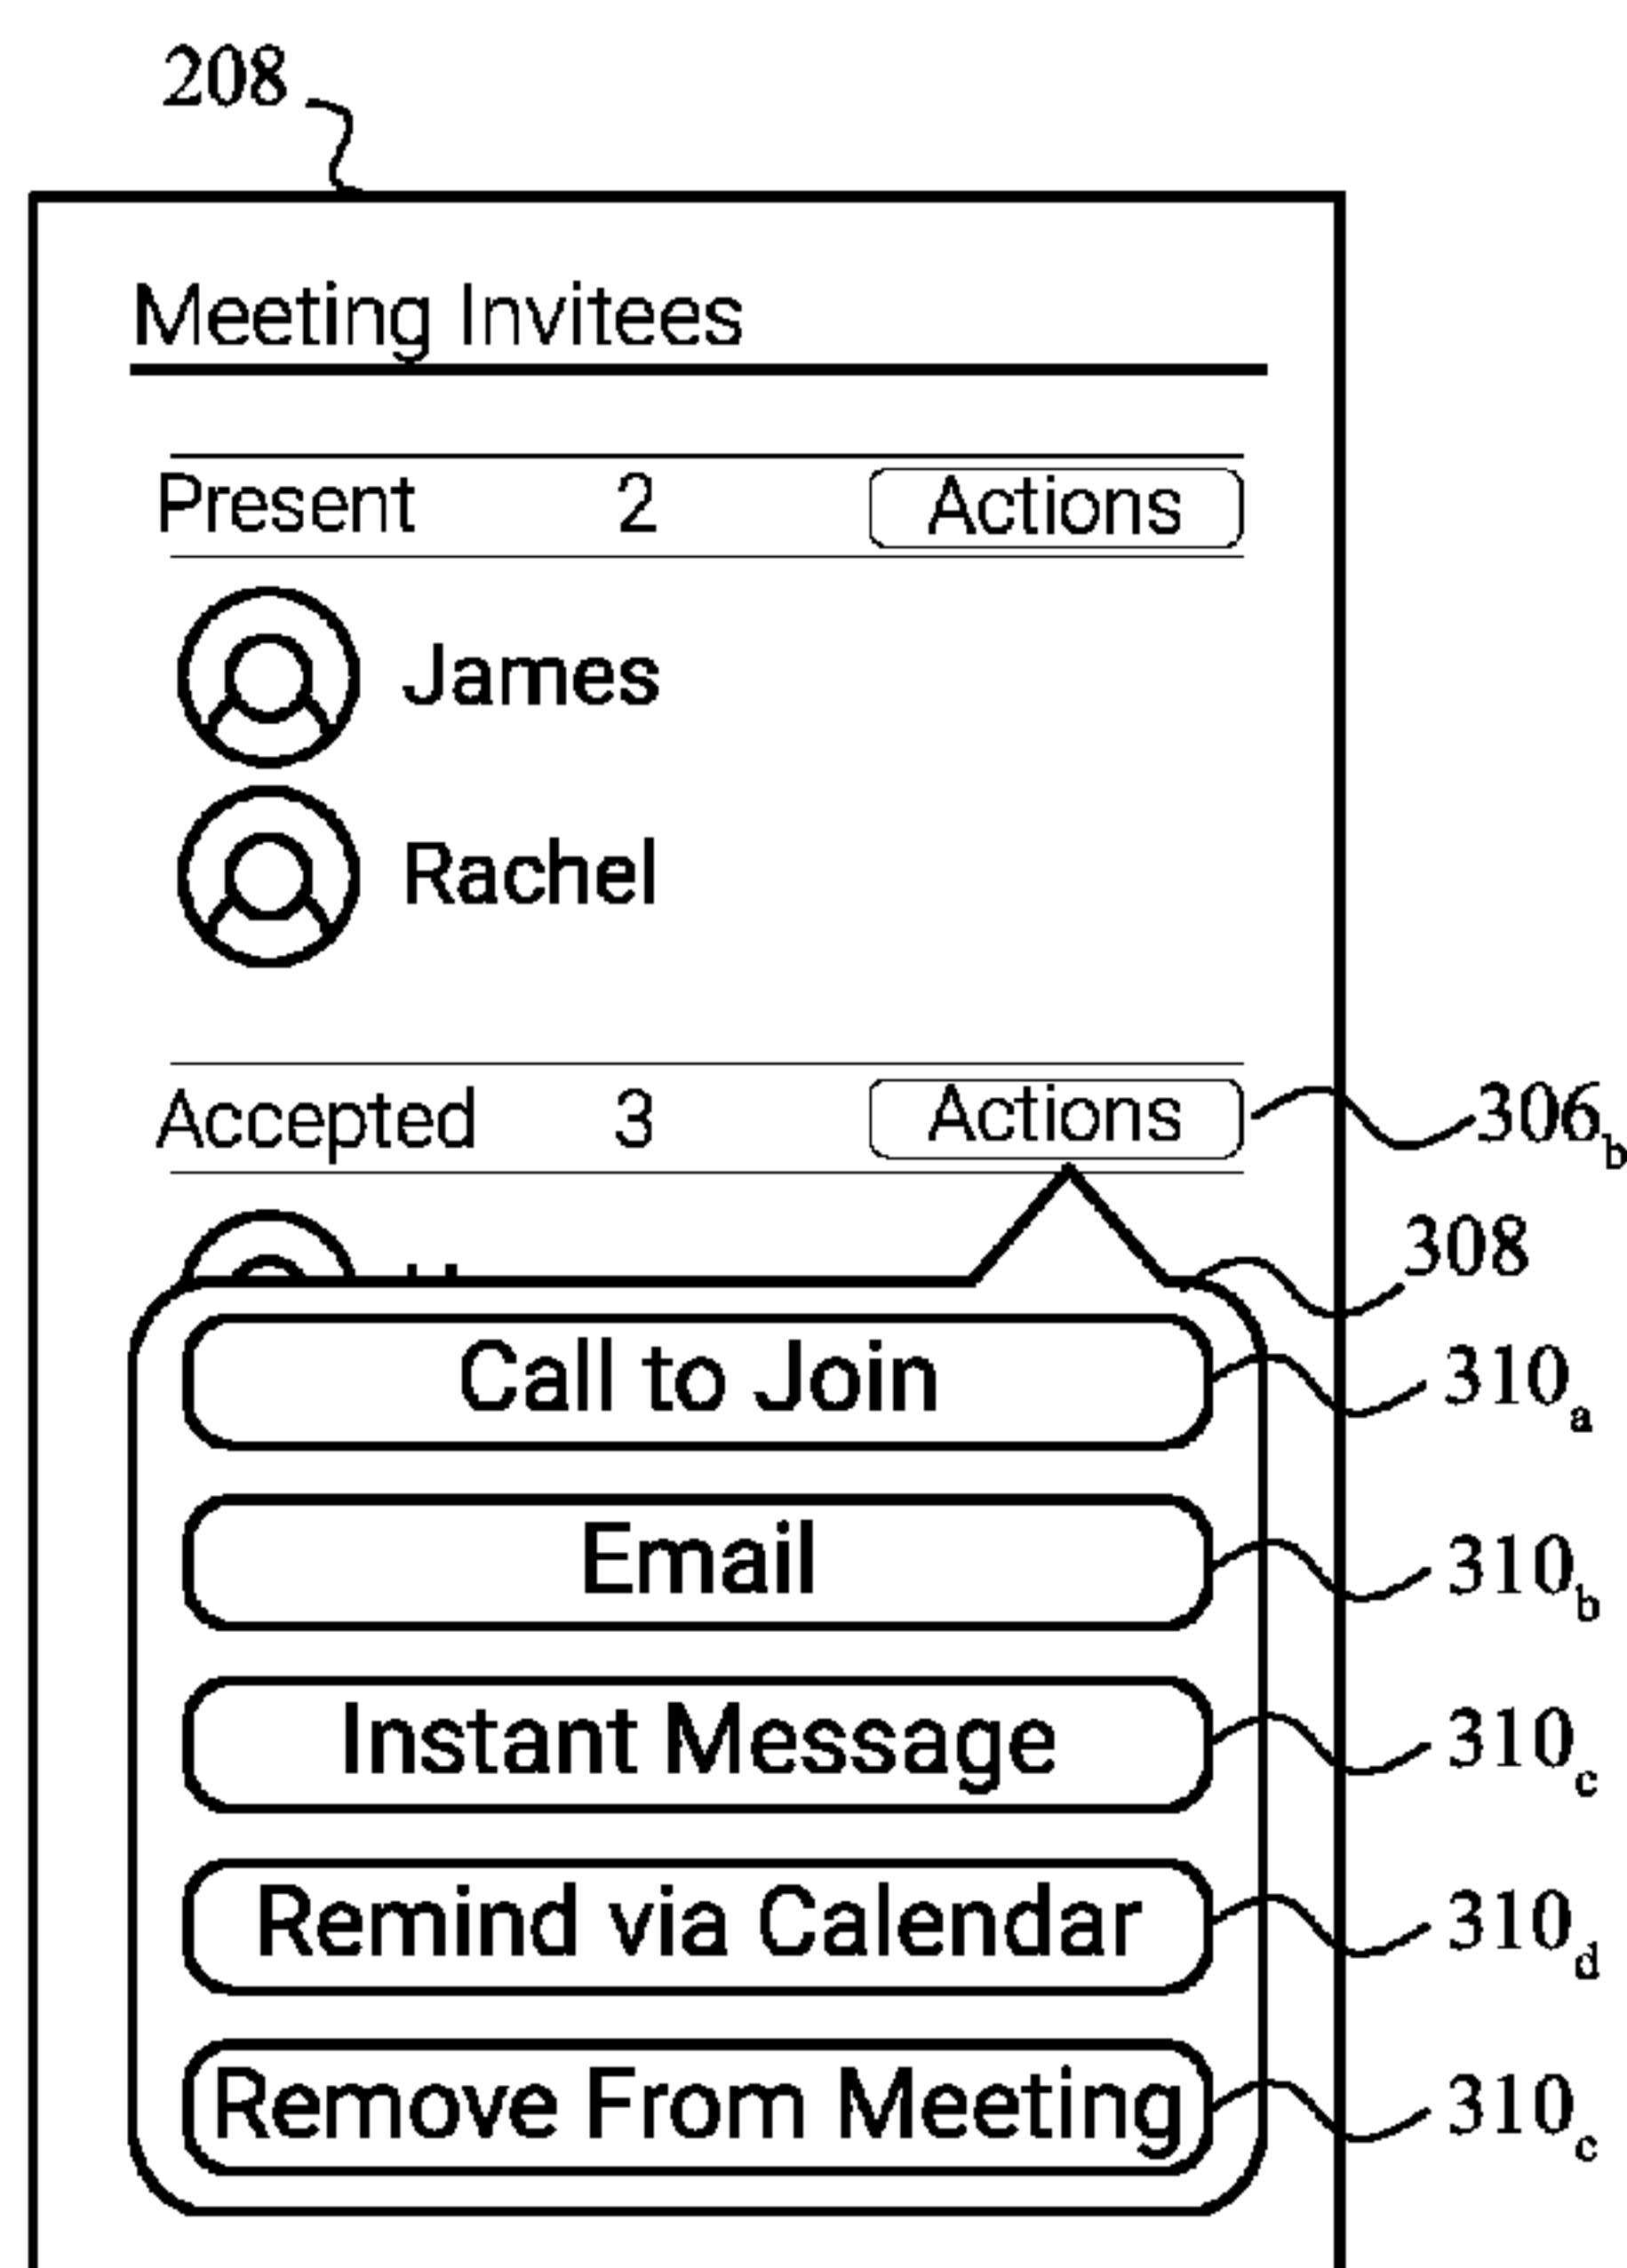 208
Meeting Invitees
Present 2 Actions
James
Rachel
Accepted 3 Actions 306b
308
Call to Join 310a
Email 310b
Instant Message 310c
Remind via Calendar 310d
Remove From Meeting 310c